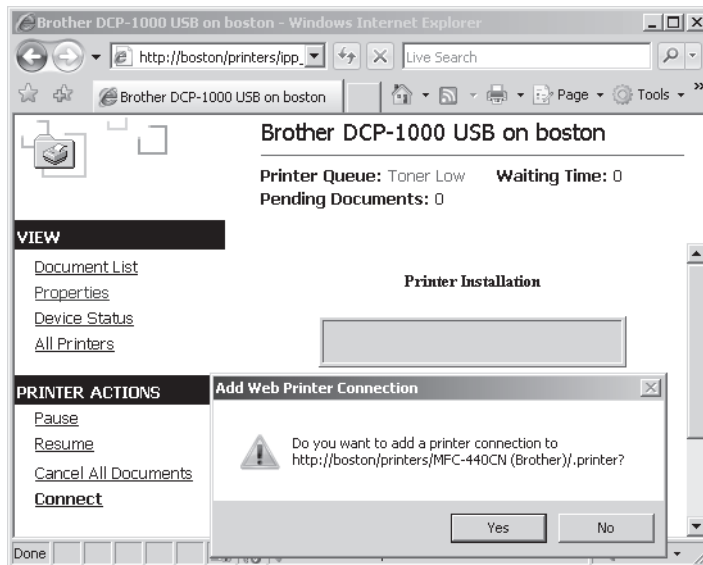 Brother DCP-1000 USB on boston - Windows Internet Explorer
http://boston/printers/ipp_
Live Search
Brother DCP-1000 USB on boston
Page
Tools
Brother DCP-1000 USB on boston
Printer Queue: Toner Low Waiting Time: 0
Pending Documents: 0
VIEW
Document List
Properties
Device Status
All Printers
Printer Installation
PRINTER ACTIONS
Pause
Resume
Cancel All Documents
Connect
Add Web Printer Connection
Do you want to add a printer connection to
http://boston/printers/MFC-440CN (Brother)/.printer?
Yes No
Done